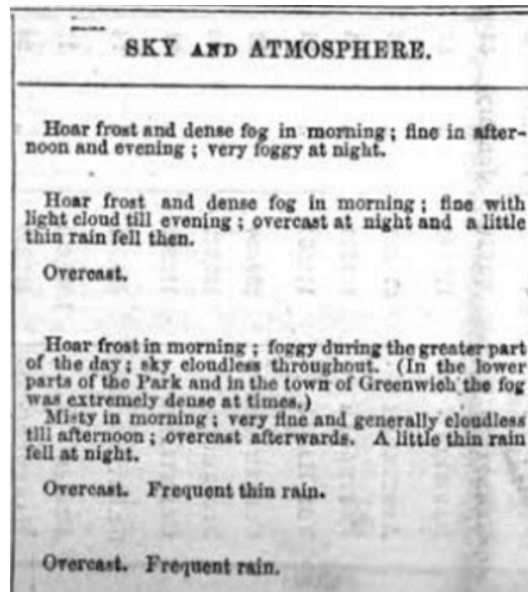 SKY AND ATMOSPHERE.
Hoar frost and dense fog in morning; fine in after-
noon and evening; very foggy at night.
Hoar frost and dense fog in morning; fine with
light cloud till evening; overcast at night and a little
thin rain fell then.
Overcast.
Hoar frost in morning; foggy during the greater part
of the day; sky cloudless throughout. (In the lower
parts of the Park and in the town of Greenwich the fog
was extremely dense at times.)
Misty in morning; very fine and generally cloudless
till afternoon; overcast afterwards. A little thin rain
fell at night.
Overcast. Frequent thin rain.
Overcast. Frequent rain.